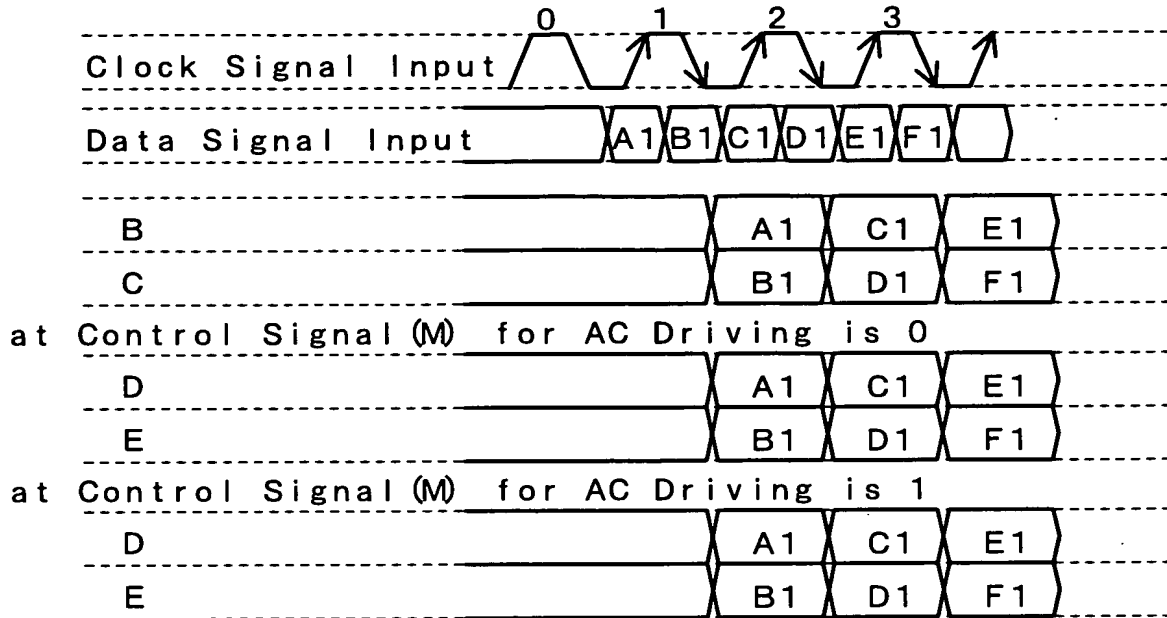 0 1 2 3
Clock Signal Input
Data Signal Input A1 B1 C1 D1 E1 F1
B A1 C1 E1
C B1 D1 F1
at Control Signal(M) for AC Driving is 0
D A1 C1 E1
E B1 D1 F1
at Control Signal(M) for AC Driving is 1
D A1 C1 E1
E B1 D1 F1